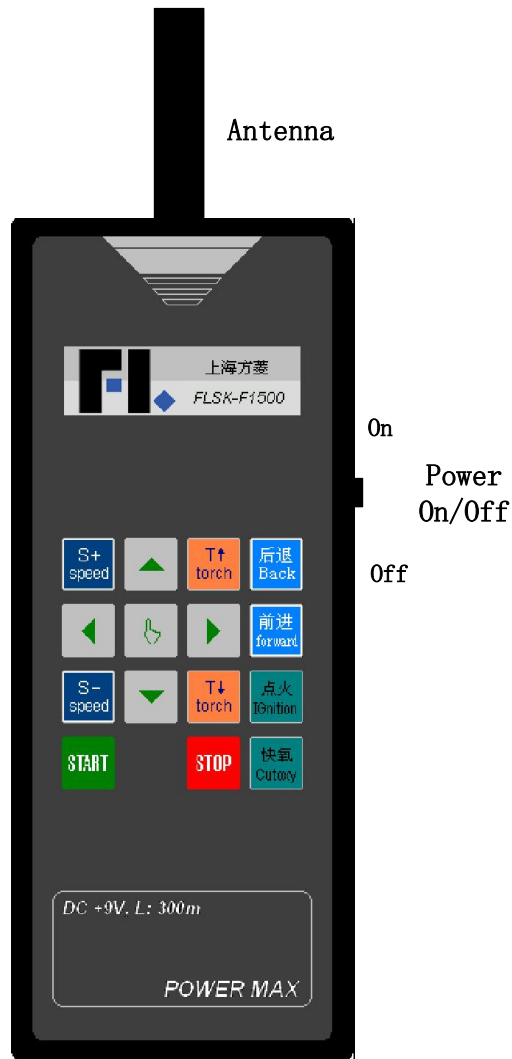 Antenna
上海方菱
FLSK-F1500
On
Power
On/Off
Off
S+
speed
T↑
torch
后退
Back
前进
forward
S-
speed
T↓
torch
点火
IGnition
START
STOP
快氧
Cutoxy
DC +9V. L: 300m
POWER MAX